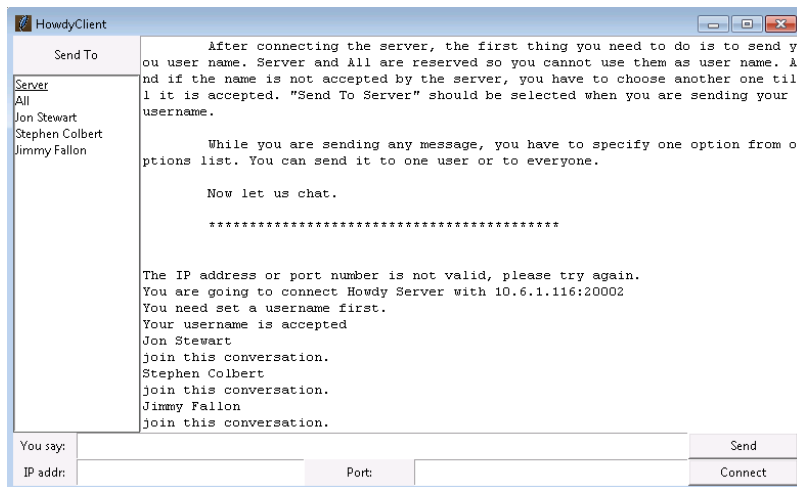 HowdyClient
Send To
Server
All
Jon Stewart
Stephen Colbert
Jimmy Fallon
After connecting the server, the first thing you need to do is to send y
ou user name. Server and All are reserved so you cannot use them as user name. A
nd if the name is not accepted by the server, you have to choose another one til
l it is accepted. "Send To Server" should be selected when you are sending your
username.
While you are sending any message, you have to specify one option from o
ptions list. You can send it to one user or to everyone.
Now let us chat.
*******************************************
The IP address or port number is not valid, please try again.
You are going to connect Howdy Server with 10.6.1.116:20002
You need set a username first.
Your username is accepted
Jon Stewart
join this conversation.
Stephen Colbert
join this conversation.
Jimmy Fallon
join this conversation.
You say:
Send
IP addr:
Port:
Connect